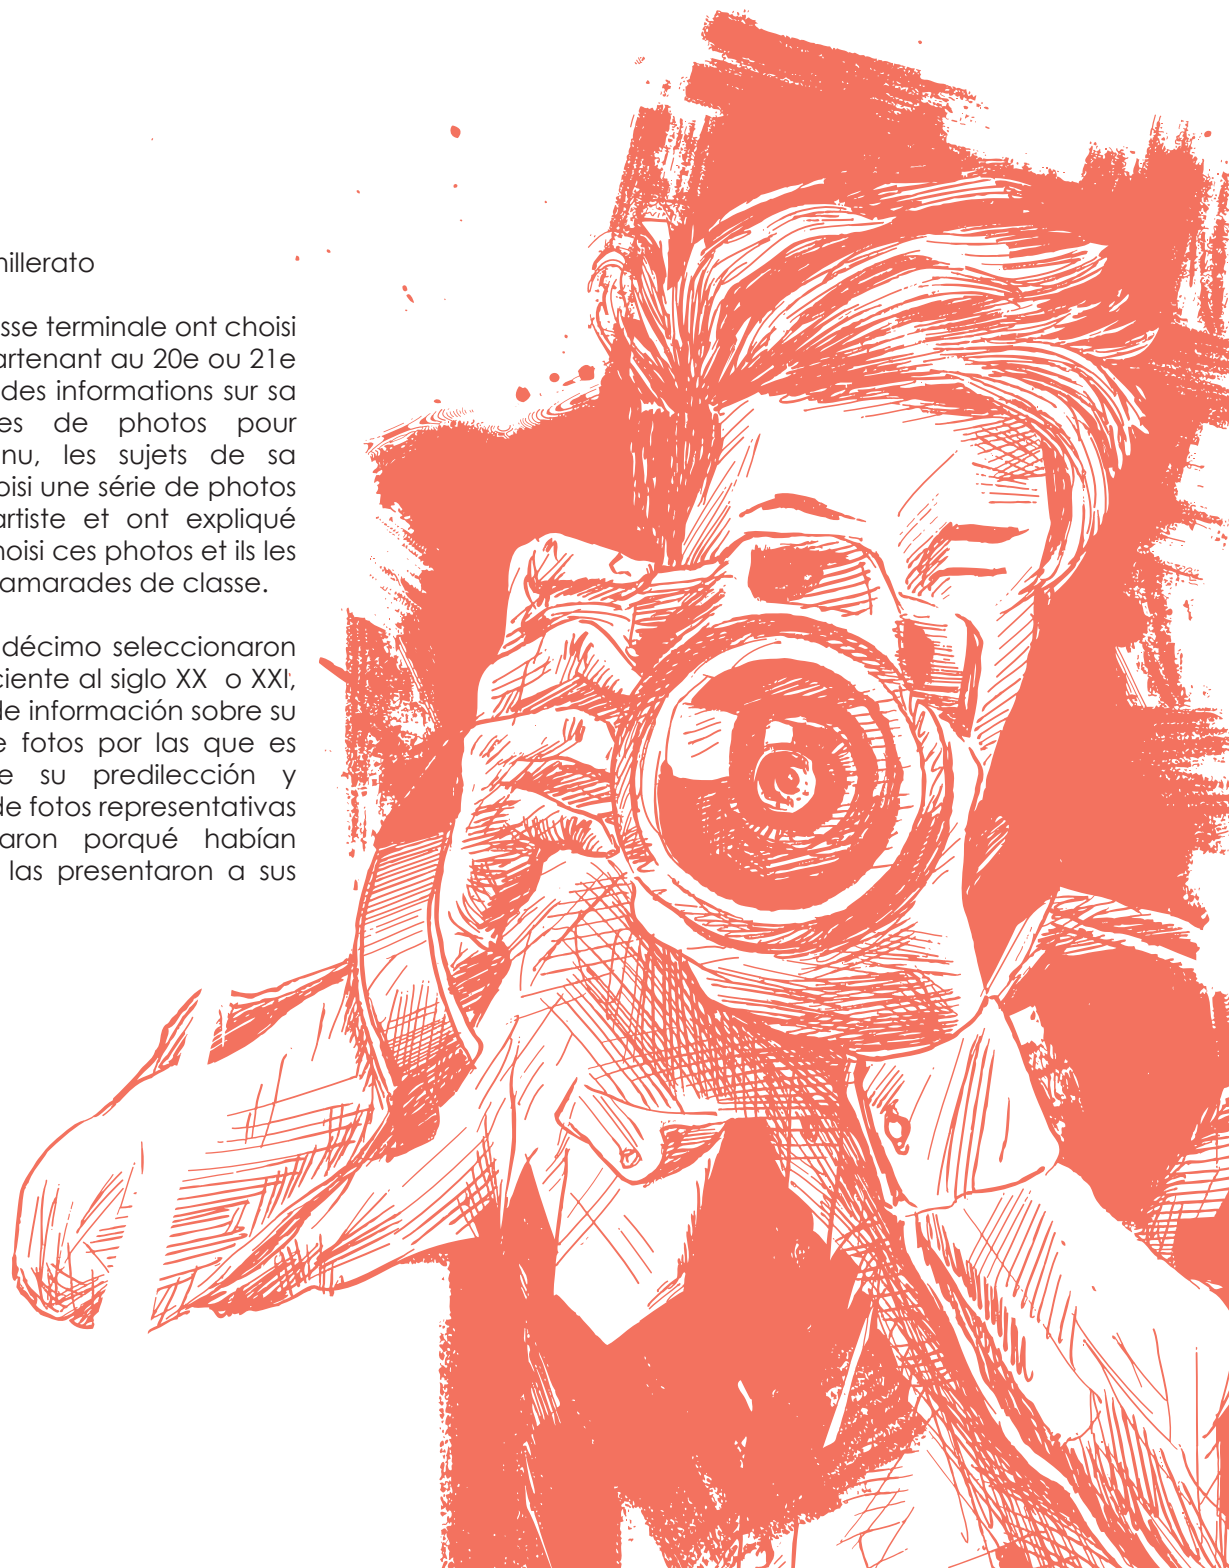 hillerato
sse terminale ont choisi
artenant au 20e ou 21e
des informations sur sa
es de photos pour
nu, les sujets de sa
oisi une série de photos
artiste et ont expliqué
hoisi ces photos et ils les
amarades de classe.
décimo seleccionaron
ciente al siglo XX o XXI,
de información sobre su
e fotos por las que es
e su predilección y
de fotos representativas
aron porqué habían
las presentaron a sus